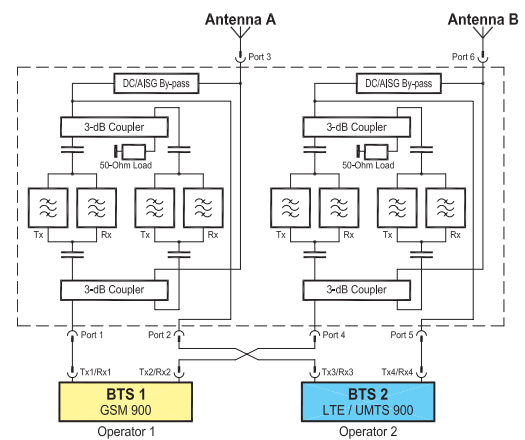 Antenna A Antenna B
Port 3 Port 6
DC/AISG By-pass DC/AISG By-pass
3-dB Coupler 3-dB Coupler
50-Ohm Load 50-Ohm Load
Tx Rx Tx Rx Tx Rx Tx Rx
3-dB Coupler 3-dB Coupler
Port 1 Port 2 Port 4 Port 5
Tx1/Rx1 Tx2/Rx2 Tx3/Rx3 Tx4/Rx4
BTS 1 BTS 2
GSM 900 LTE / UMTS 900
Operator 1 Operator 2